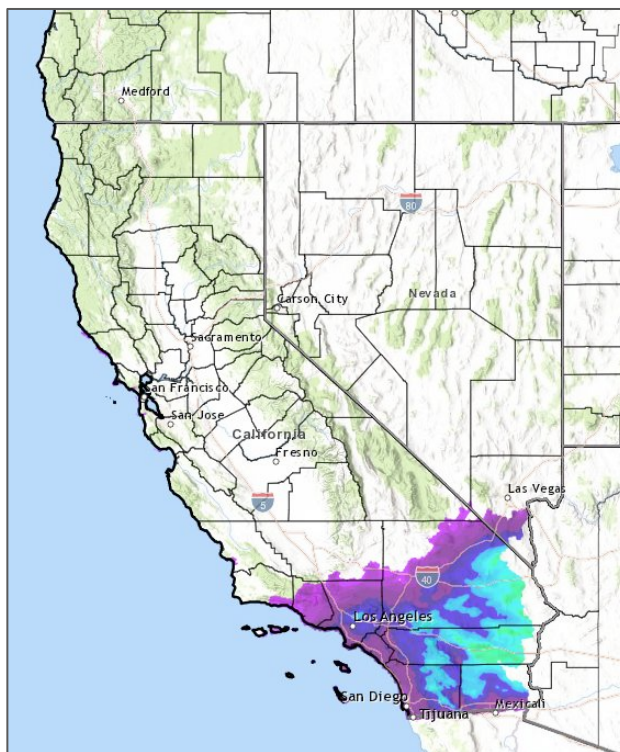 Medford
80
Nevada
Carson City
Sacramento
San Francisco
San Jose
California
Fresno
5
Las Vegas
40
Los Angeles
San Diego
Mexicali
Tijuana